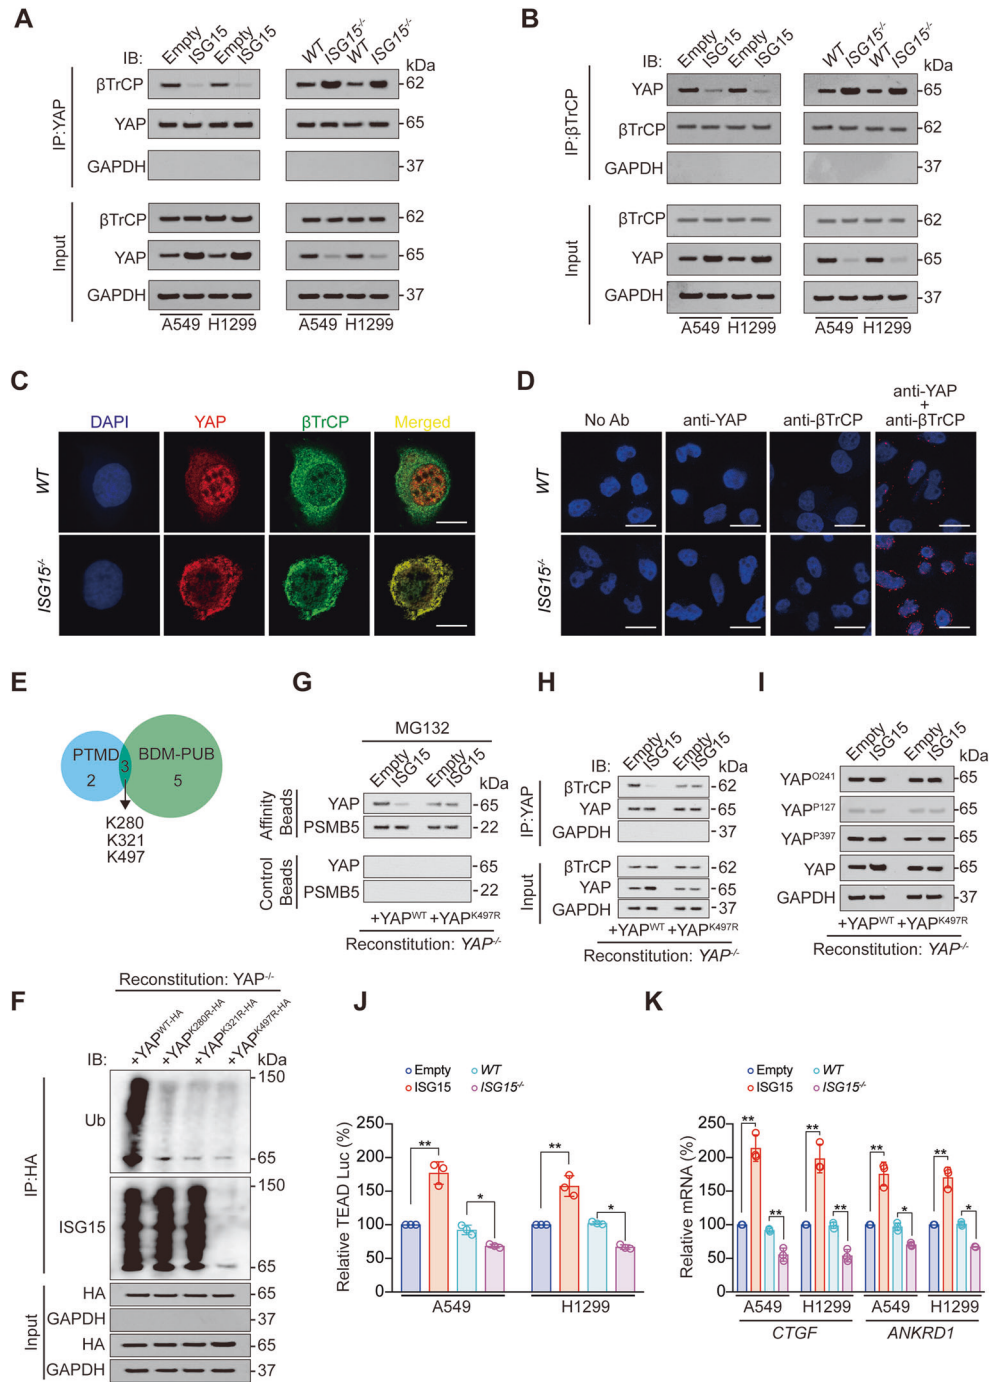 A
IB: Empty ISG15 Empty ISG15 WT ISG15-/- WT ISG15-/-
kDa
IP:YAP
βTrCP 62
YAP 65
GAPDH 37
Input
βTrCP 62
YAP 65
GAPDH 37
A549 H1299 A549 H1299
B
IB: Empty ISG15 Empty ISG15 WT ISG15-/- WT ISG15-/-
kDa
IP:βTrCP
YAP 65
βTrCP 62
GAPDH 37
Input
βTrCP 62
YAP 65
GAPDH 37
A549 H1299 A549 H1299
C
DAPI YAP βTrCP Merged
WT
ISG15-/-
D
No Ab anti-YAP anti-βTrCP anti-YAP
+
anti-βTrCP
WT
ISG15-/-
E
PTMD BDM-PUB
2 3 5
K280
K321
K497
G
MG132
Empty ISG15 Empty ISG15
kDa
Affinity Beads
YAP 65
PSMB5 22
Control Beads
YAP 65
PSMB5 22
+YAPWT +YAPK497R
Reconstitution: YAP-/-
H
IB: Empty ISG15 Empty ISG15
kDa
IP:YAP
βTrCP 62
YAP 65
GAPDH 37
Input
βTrCP 62
YAP 65
GAPDH 37
+YAPWT +YAPK497R
Reconstitution: YAP-/-
I
Empty ISG15 Empty ISG15
kDa
YAPO241 65
YAPP127 65
YAPP397 65
YAP 65
GAPDH 37
+YAPWT +YAPK497R
Reconstitution: YAP-/-
F
Reconstitution: YAP-/-
IB: +YAPWT-HA +YAPK280R-HA +YAPK321R-HA +YAPK497R-HA kDa
IP:HA
150
Ub
65
150
ISG15
65
Input
HA 65
GAPDH 37
HA 65
GAPDH 37
J
Empty WT
ISG15 ISG15-/-
Relative TEAD Luc (%)
250
200
150
100
50
0
** * ** *
A549 H1299
K
Empty WT
ISG15 ISG15-/-
Relative mRNA (%)
250
200
150
100
50
0
** ** ** ** ** * ** *
A549 H1299 A549 H1299
CTGF ANKRD1